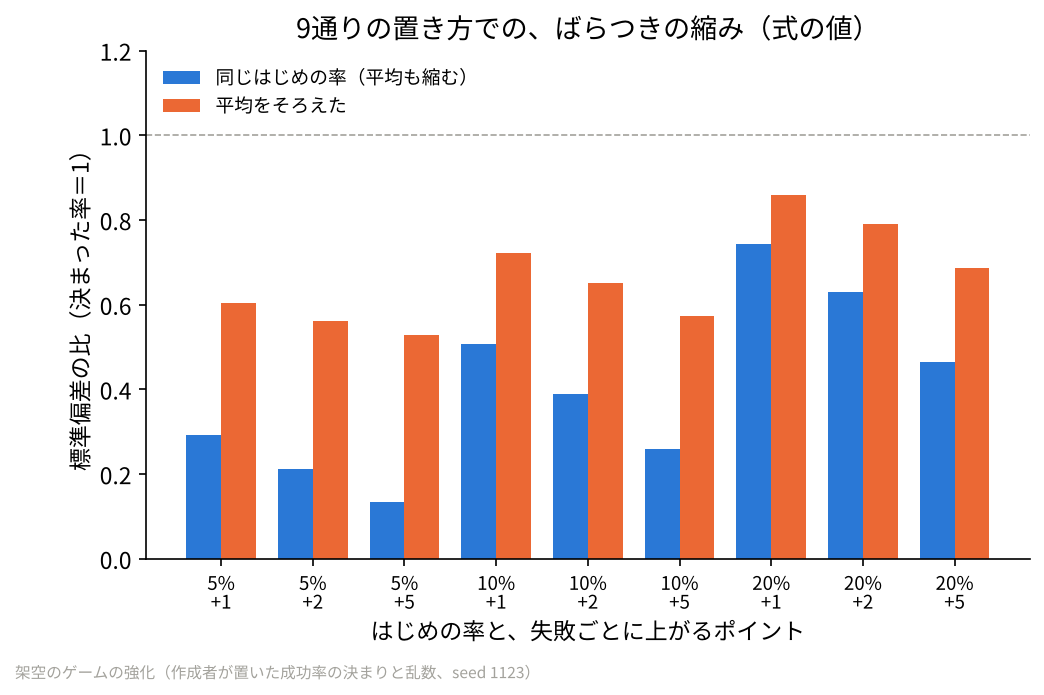 9通りの置き方での、ばらつきの縮み（式の値）
同じはじめの率（平均も縮む）
平均をそろえた
標準偏差の比（決まった率＝1）
1.2
1.0
0.8
0.6
0.4
0.2
0.0
5% 5% 5% 10% 10% 10% 20% 20% 20%
+1 +2 +5 +1 +2 +5 +1 +2 +5
はじめの率と、失敗ごとに上がるポイント
架空のゲームの強化（作成者が置いた成功率の決まりと乱数、seed 1123）